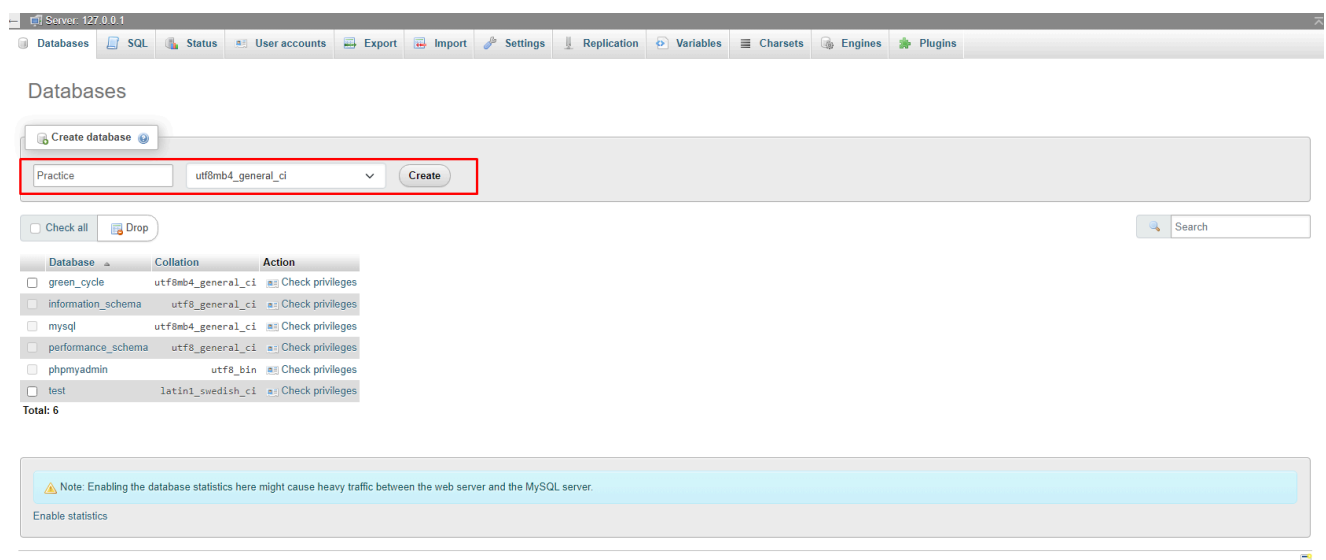 Server: 127.0.0.1
Databases SQL Status User accounts Export Import Settings Replication Variables Charsets Engines Plugins
Databases
Create database
Practice utf8mb4_general_ci Create
Check all Drop Search
Database Collation Action
green_cycle utf8mb4_general_ci Check privileges
information_schema utf8_general_ci Check privileges
mysql utf8mb4_general_ci Check privileges
performance_schema utf8_general_ci Check privileges
phpmyadmin utf8_bin Check privileges
test latin1_swedish_ci Check privileges
Total: 6
Note: Enabling the database statistics here might cause heavy traffic between the web server and the MySQL server.
Enable statistics